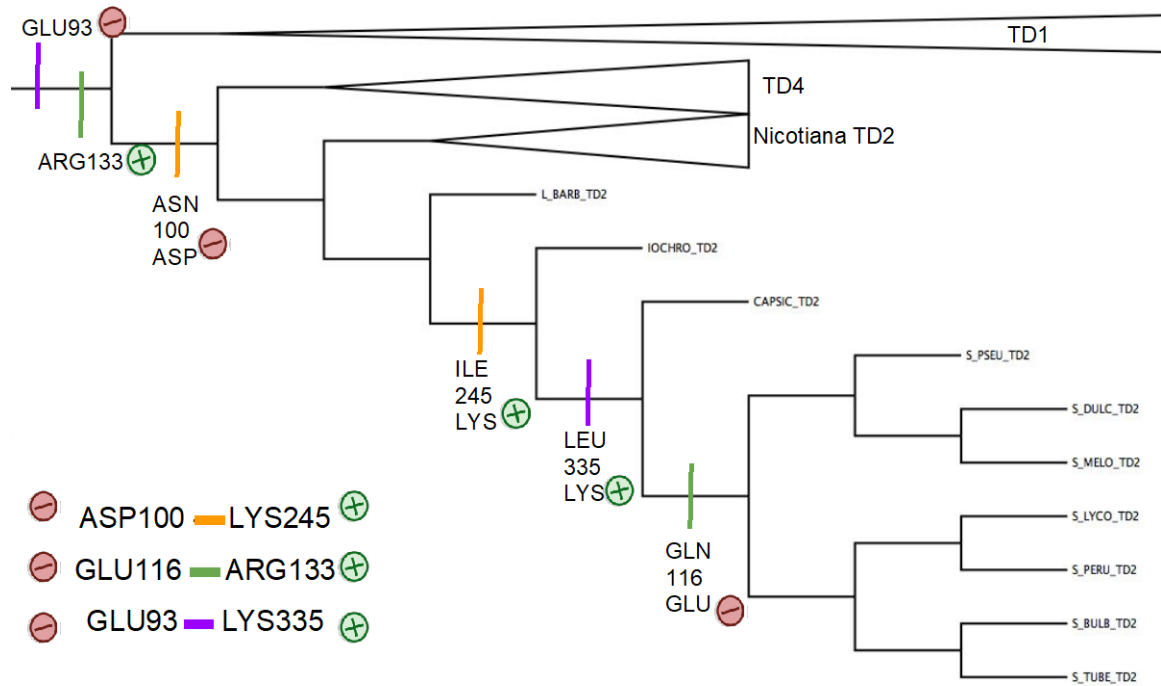 GLU93
TD1
TD4
Nicotiana TD2
ARG133
ASN
100
ASP
L_BARB_TD2
IOCHRO_TD2
CAPSIC_TD2
ILE
245
LYS
S_PSEU_TD2
S_DULC_TD2
LEU
335
LYS
S_MELO_TD2
ASP100 LYS245
S_LYCO_TD2
GLN
116
GLU
GLU116 ARG133
S_PERU_TD2
GLU93 LYS335
S_BULB_TD2
S_TUBE_TD2